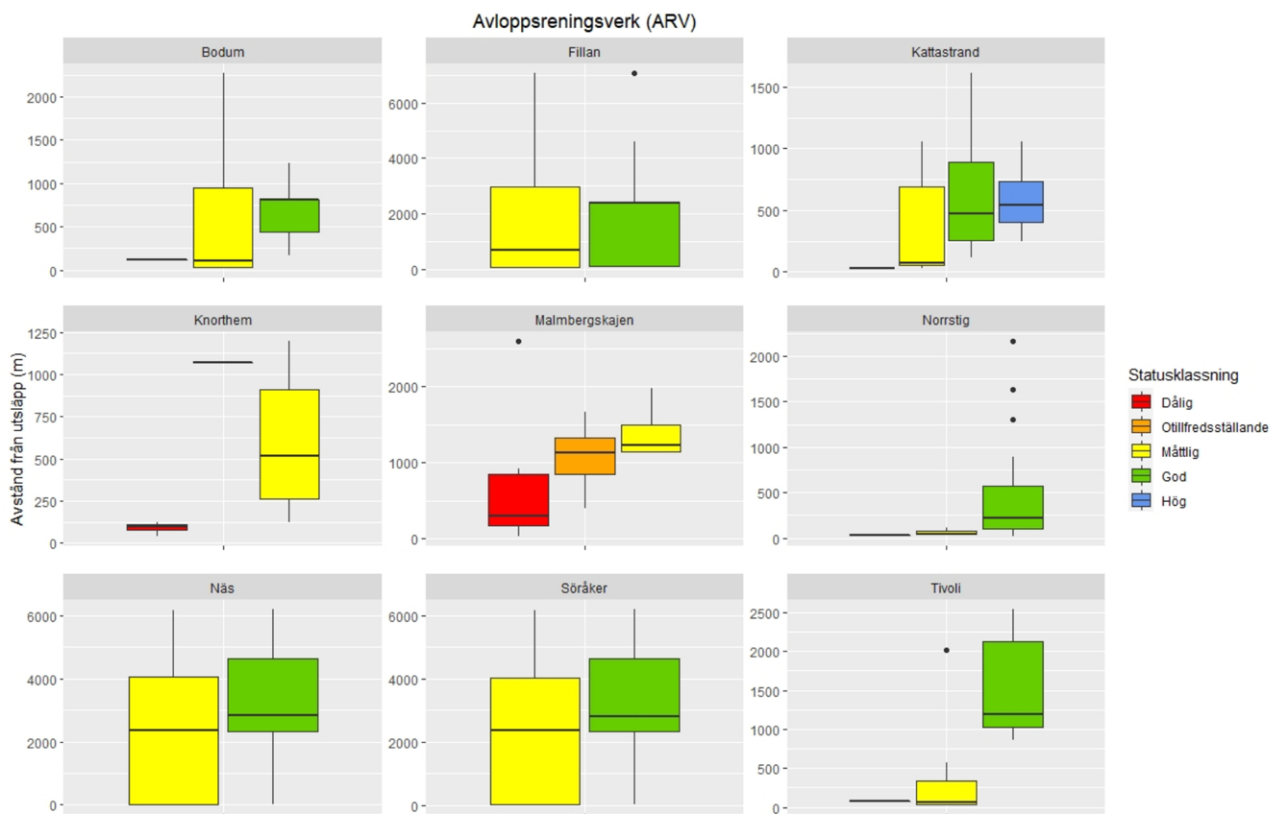 Avloppsreningsverk (ARV)
Bodum
Fillan
Kattastrand
2000
1500
1000
500
0
6000
4000
2000
0
1500
1000
500
0
Avstånd från utsläpp (m)
Knorthem
Malmbergskajen
Norrstig
1250
1000
750
500
250
0
2000
1000
0
2000
1500
1000
500
0
Näs
Söråker
Tivoli
6000
4000
2000
0
6000
4000
2000
0
2500
2000
1500
1000
500
0
Statusklassning
Dålig
Otillfredsställande
Måttlig
God
Hög